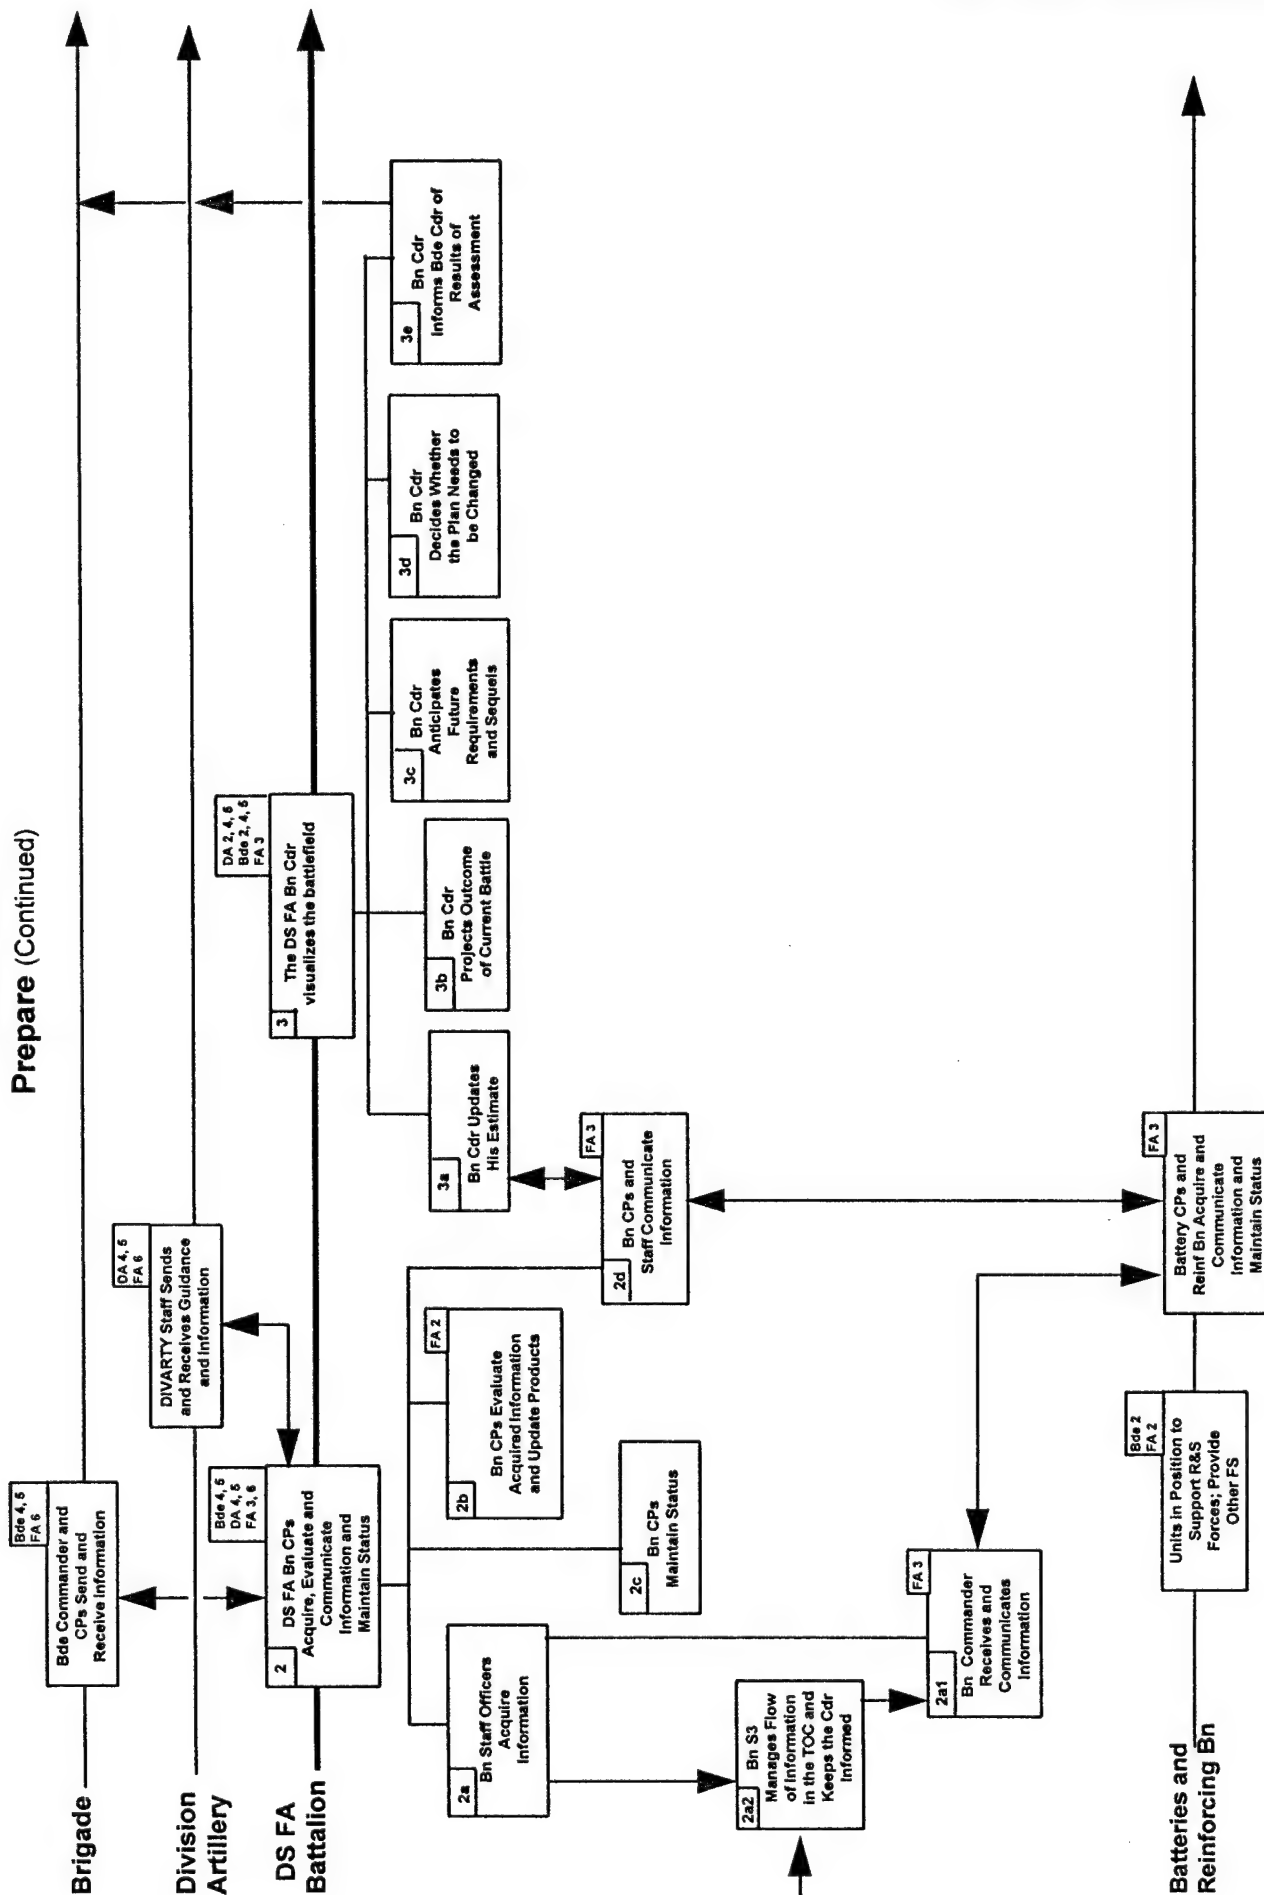 Prepare (Continued)
Brigade
Bde 4, 5
FA 6
Bde Commander and
CPs Send and
Receive Information
Division
Artillery
DA 4, 5
FA 6
DIVARTY Staff Sends
and Receives Guidance
and Information
DS FA
Battalion
Bde 4, 5
DA 4, 5
FA 3, 6
2
DS FA Bn CPs
Acquire, Evaluate and
Communicate
Information and
Maintain Status
DA 2, 4, 5
Bde 2, 4, 5
FA 3
3
The DS FA Bn Cdr
visualizes the battlefield
2a
Bn Staff Officers
Acquire
Information
2b
FA 2
Bn CPs Evaluate
Acquired Information
and Update Products
2c
Bn CPs
Maintain Status
2d
FA 3
Bn CPs and
Staff Communicate
Information
3a
Bn Cdr Updates
His Estimate
3b
Bn Cdr
Projects Outcome
of Current Battle
3c
Bn Cdr
Anticipates
Future
Requirements
and Sequels
3d
Bn Cdr
Decides Whether
the Plan Needs to
be Changed
3e
Bn Cdr
Informs Bde Cdr of
Results of
Assessment
2a2
Bn S3
Manages Flow
of Information
in the TOC and
Keeps the Cdr
Informed
2a1
FA 3
Bn Commander
Receives and
Communicates
Information
Batteries and
Reinforcing Bn
Bde 2
FA 2
Units in Position to
Support R&S
Forces; Provide
Other FS
FA 3
Battery CPs and
Reinf Bn Acquire and
Communicate
Information and
Maintain Status